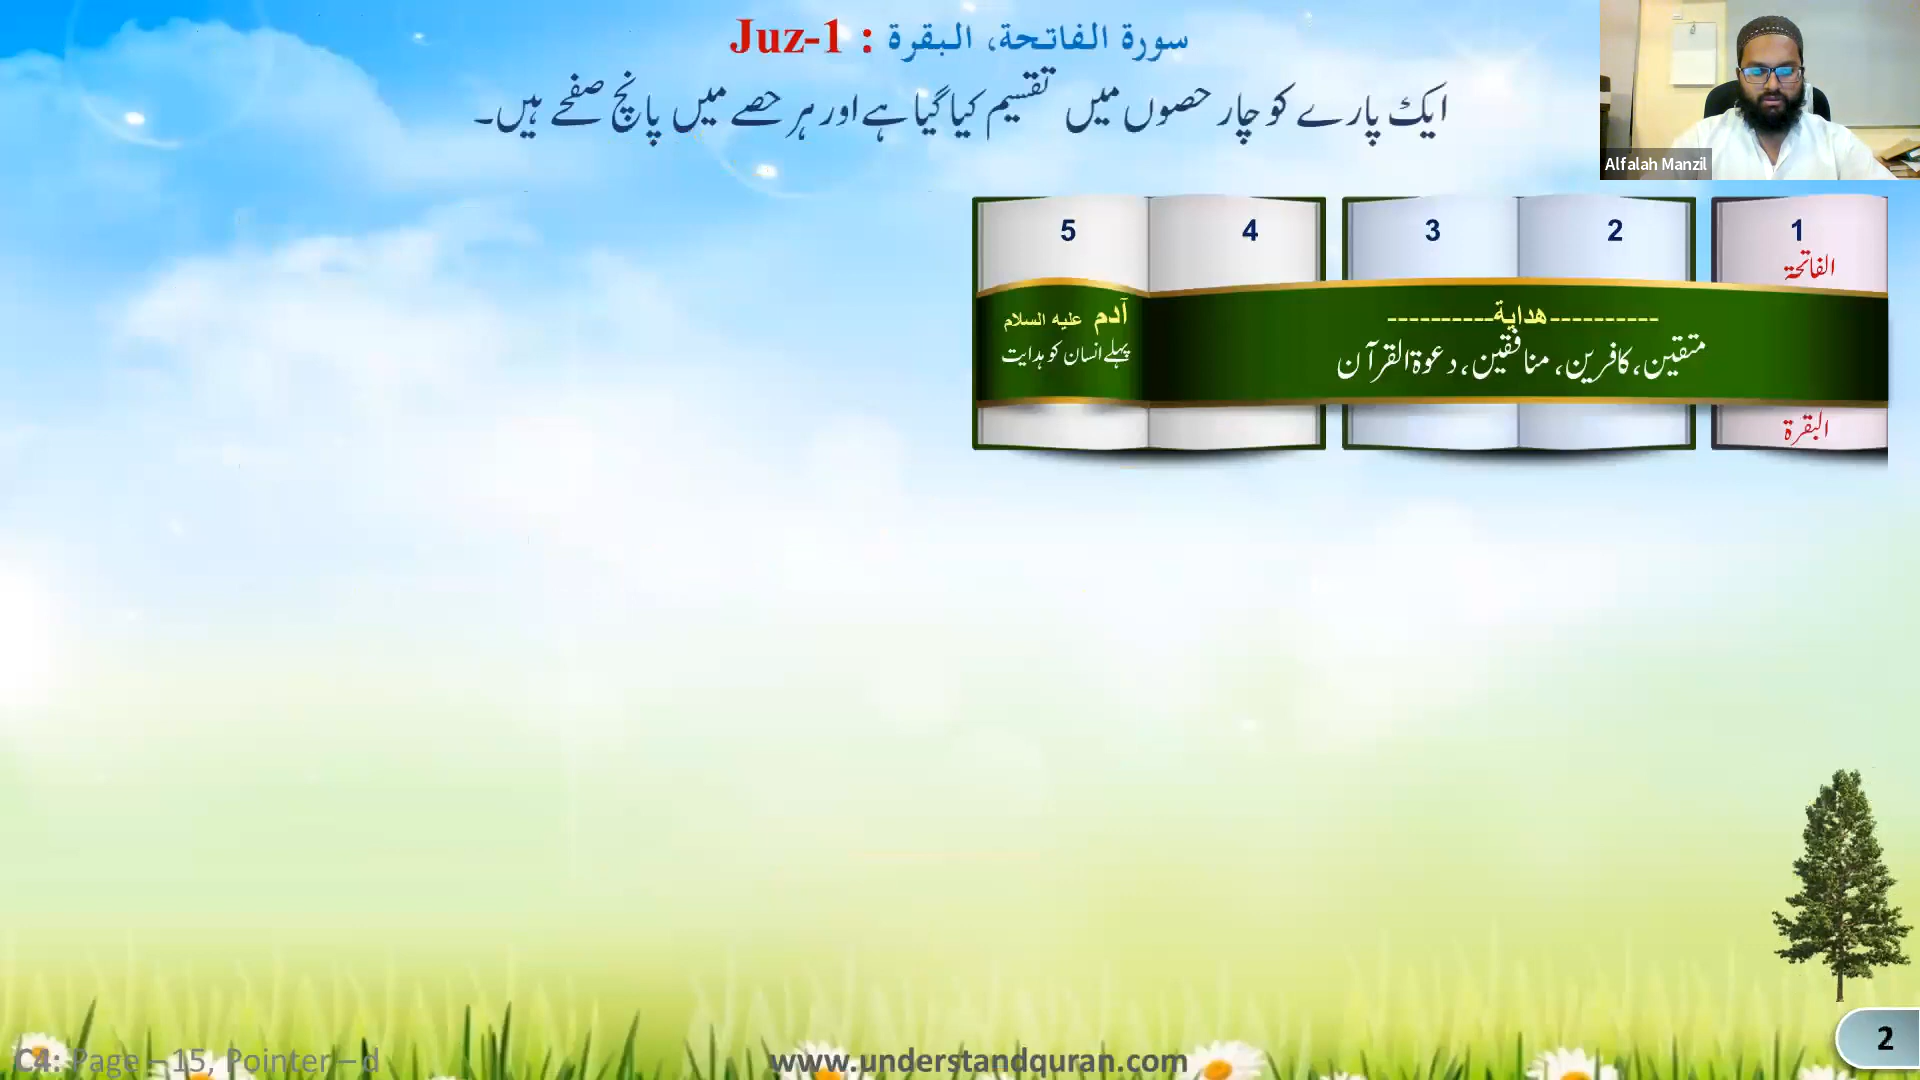 Juz-1 : سورة الفاتحة، البقرة
ایک پارے کو چار حصوں میں تقسیم کیا گیا ہے اور ہر حصے میں پانچ صفحے ہیں۔
Alfalah Manzil
1
2
3
4
5
الفاتحة
----------هداية----------
متقین، کافرین، منافقین، دعوۃ القرآن
آدم علیہ السلام
پہلے انسان کو ہدایت
البقرة
C4: Page – 15, Pointer – d
www.understandquran.com
2